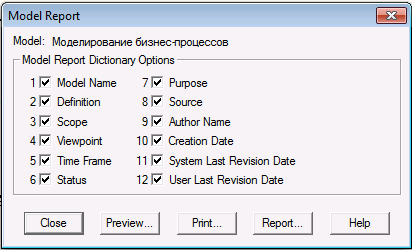 Model Report
Model: Моделирование бизнес-процессов
Model Report Dictionary Options
1 Model Name 7 Purpose
2 Definition 8 Source
3 Scope 9 Author Name
4 Viewpoint 10 Creation Date
5 Time Frame 11 System Last Revision Date
6 Status 12 User Last Revision Date
Close Preview... Print... Report... Help